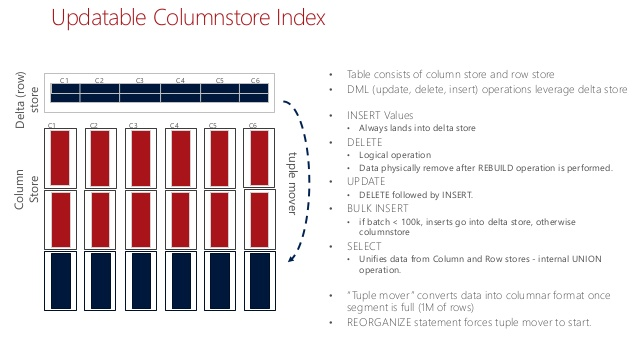 Updatable Columnstore Index
Delta (row)
store
C1 C2 C3 C4 C5 C6
C1 C2 C3 C4 C5 C6
Column
Store
tuple mover
• Table consists of column store and row store
• DML (update, delete, insert) operations leverage delta store
• INSERT Values
• Always lands into delta store
• DELETE
• Logical operation
• Data physically remove after REBUILD operation is performed.
• UPDATE
• DELETE followed by INSERT.
• BULK INSERT
• if batch < 100k, inserts go into delta store, otherwise
columnstore
• SELECT
• Unifies data from Column and Row stores - internal UNION
operation.
• "Tuple mover" converts data into columnar format once
segment is full (1M of rows)
• REORGANIZE statement forces tuple mover to start.